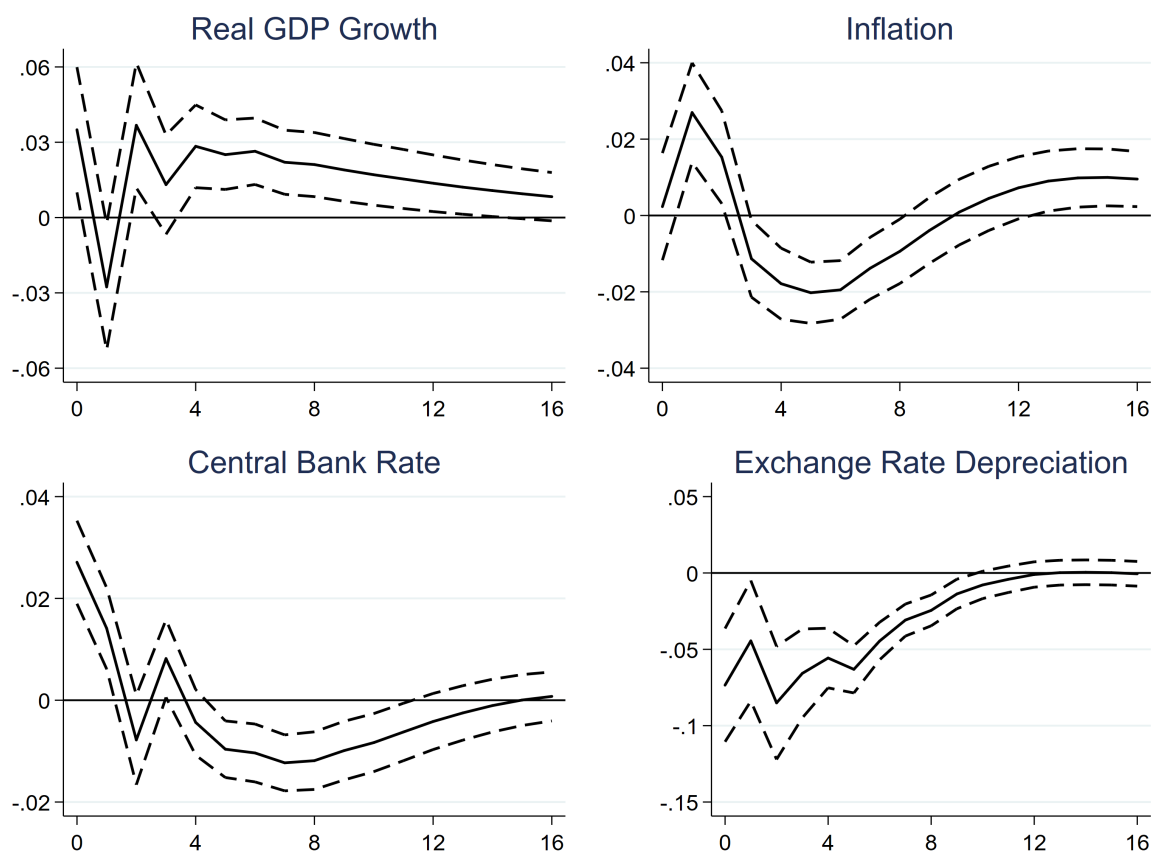 Real GDP Growth
.06
.03
0
-.03
-.06
0 4 8 12 16
Inflation
.04
.02
0
-.02
-.04
0 4 8 12 16
Central Bank Rate
.04
.02
0
-.02
0 4 8 12 16
Exchange Rate Depreciation
.05
0
-.05
-.1
-.15
0 4 8 12 16